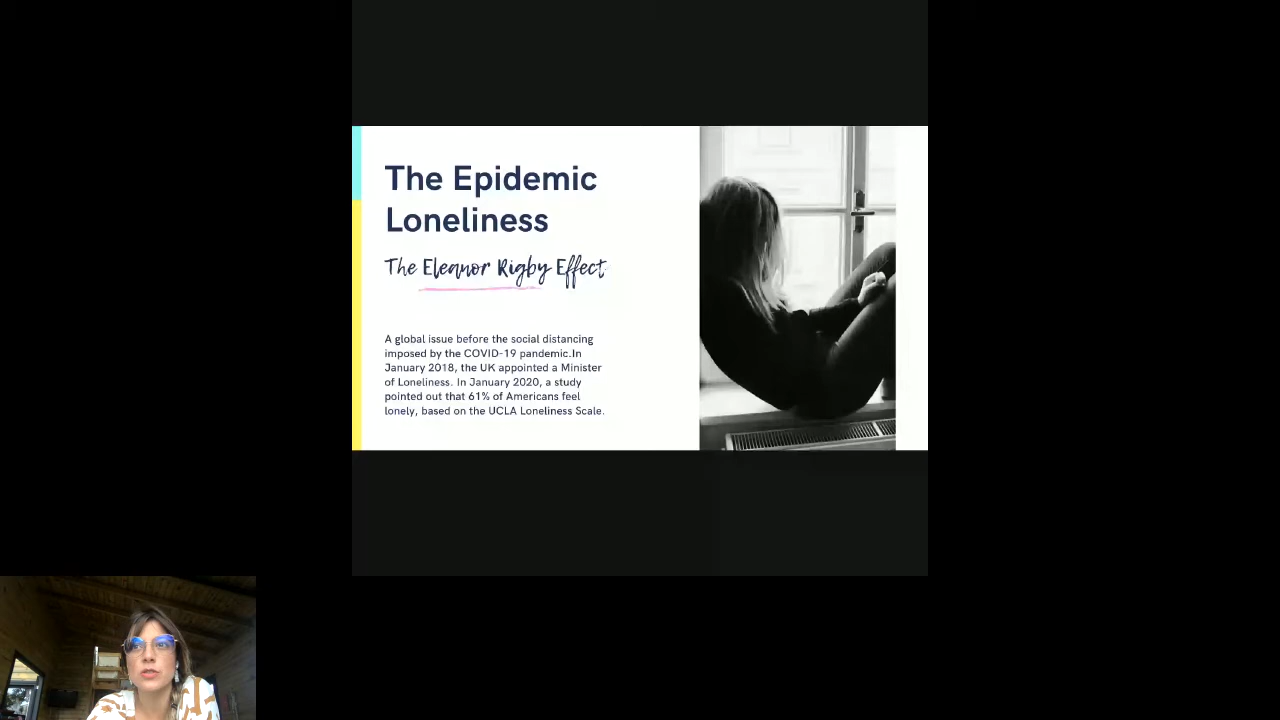 The Epidemic
Loneliness
The Eleanor Rigby Effect
A global issue before the social distancing
imposed by the COVID-19 pandemic.In
January 2018, the UK appointed a Minister
of Loneliness. In January 2020, a study
pointed out that 61% of Americans feel
lonely, based on the UCLA Loneliness Scale.